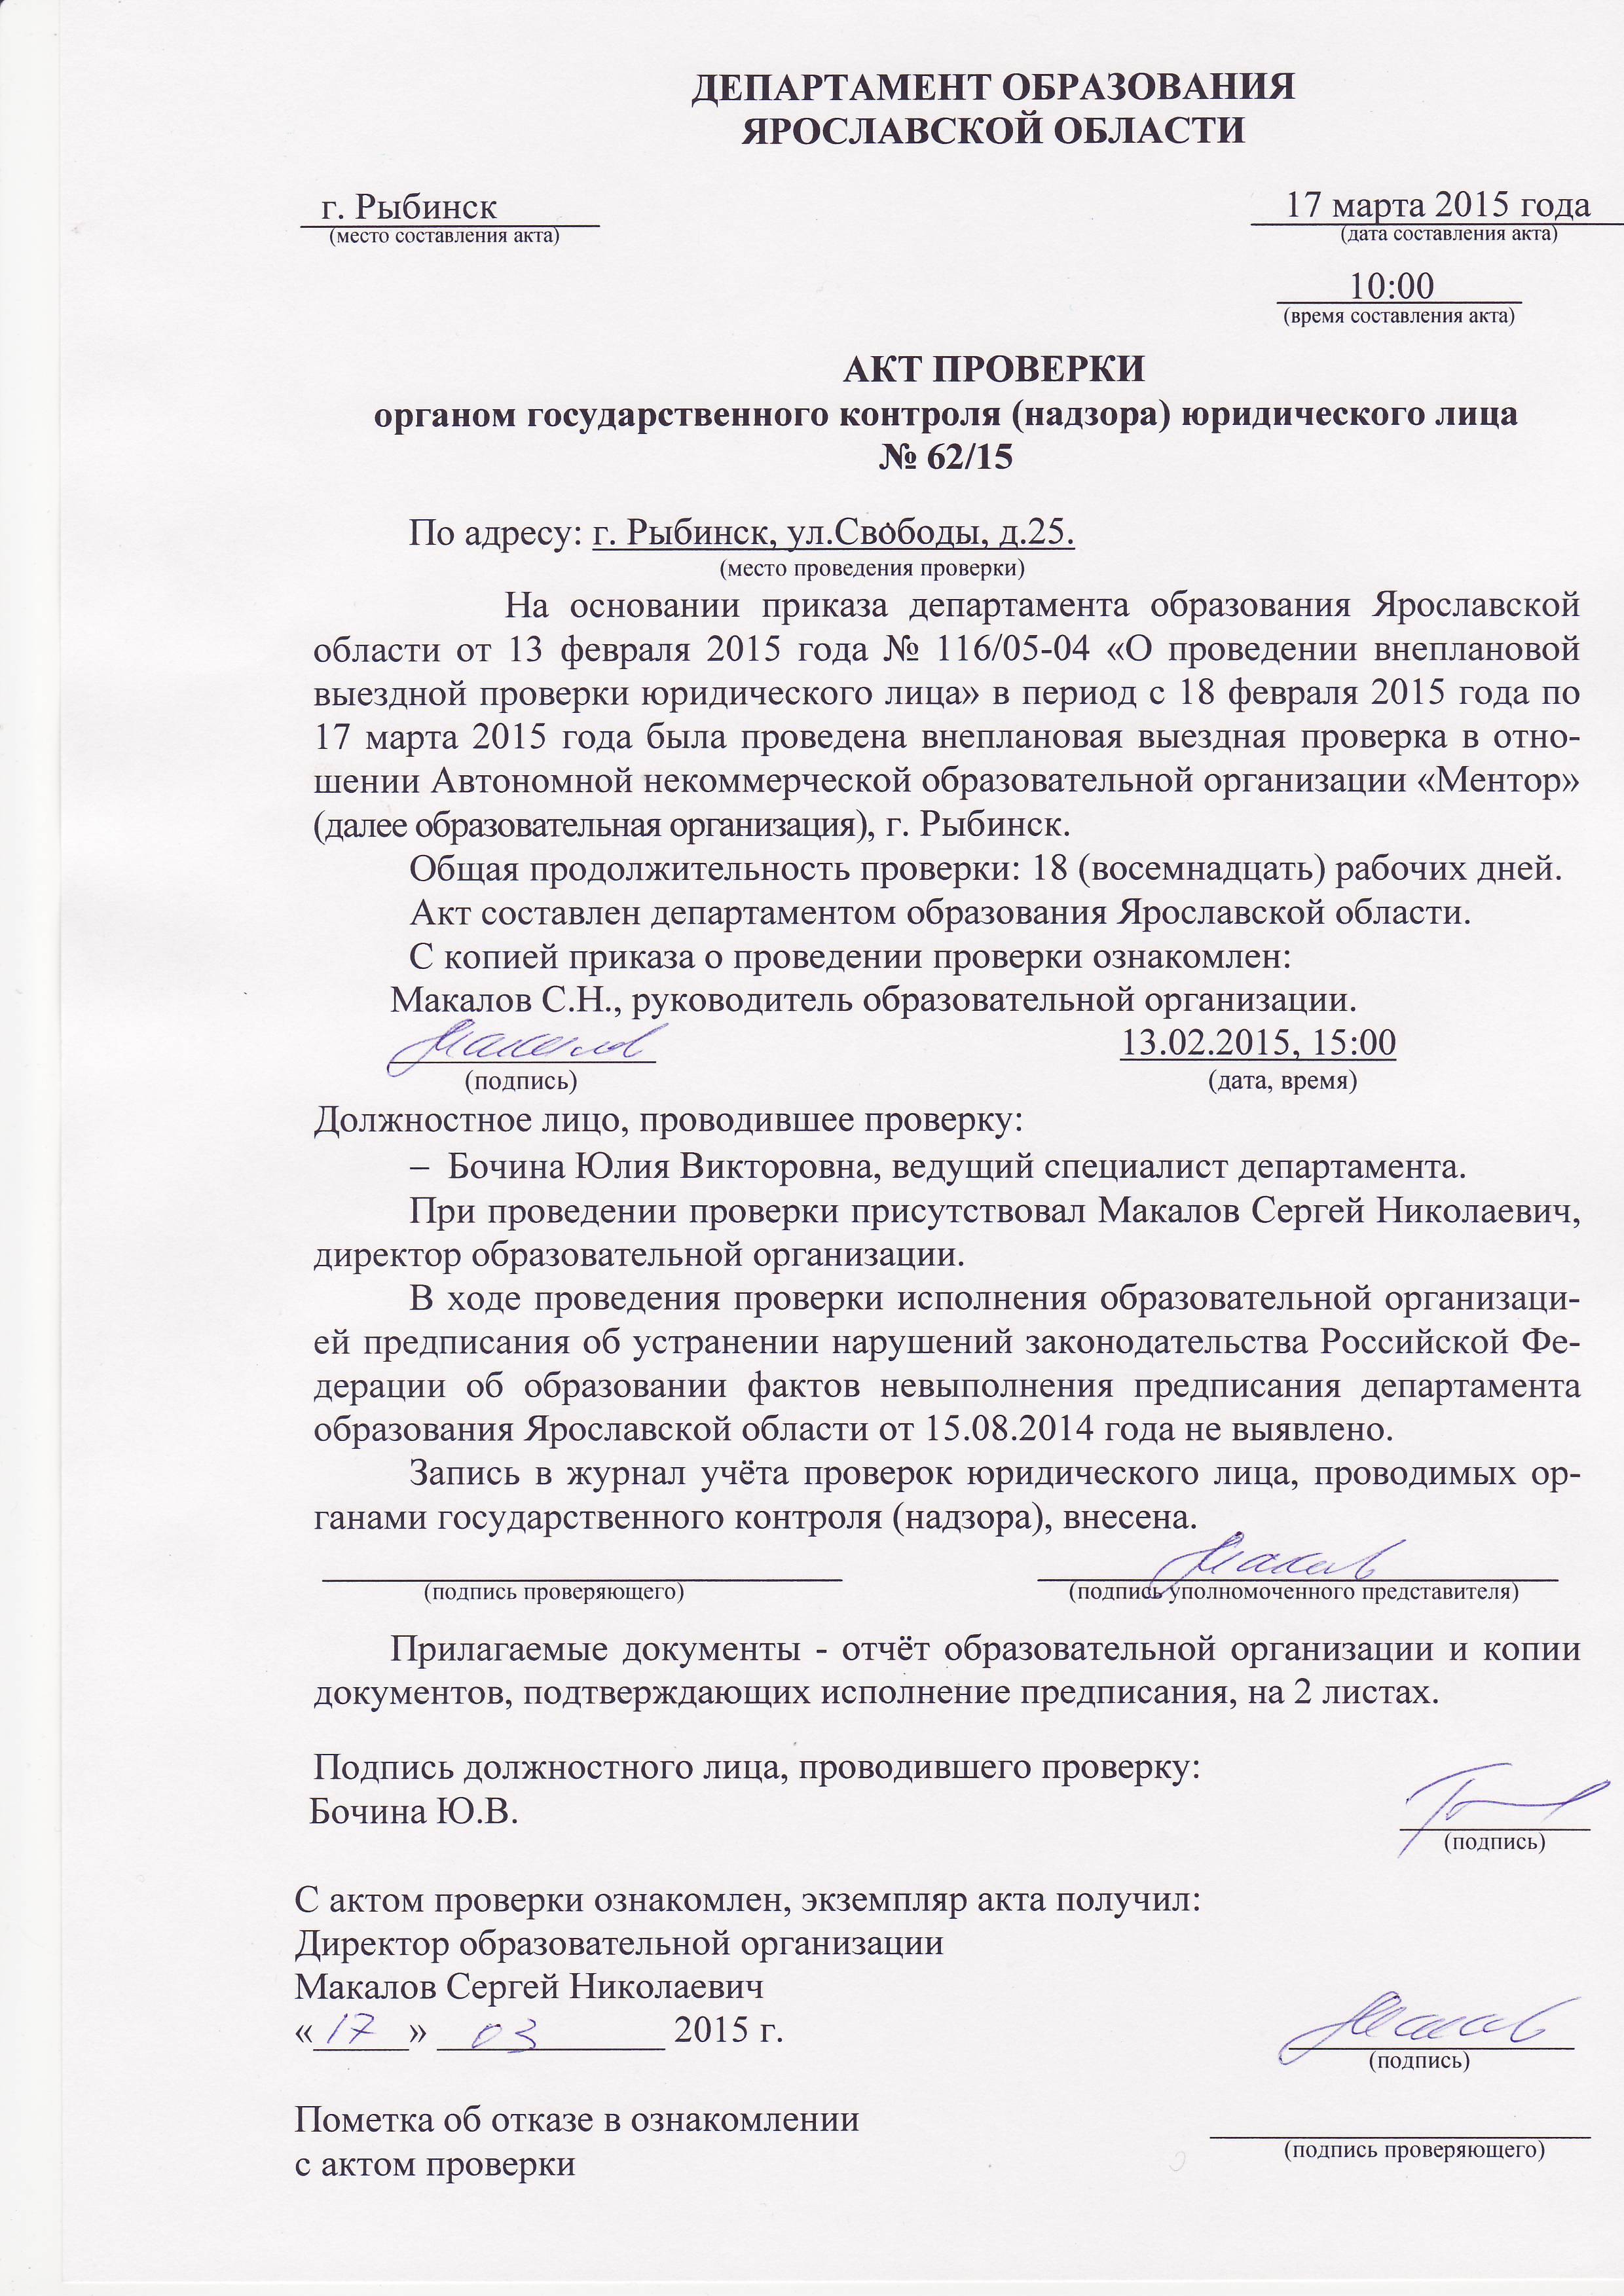 ДЕПАРТАМЕНТ ОБРАЗОВАНИЯ
ЯРОСЛАВСКОЙ ОБЛАСТИ
г. Рыбинск 17 марта 2015 года
(место составления акта) (дата составления акта)
10:00
(время составления акта)
АКТ ПРОВЕРКИ
органом государственного контроля (надзора) юридического лица
№ 62/15
По адресу: г. Рыбинск, ул.Свободы, д.25.
(место проведения проверки)
На основании приказа департамента образования Ярославской
области от 13 февраля 2015 года № 116/05-04 «О проведении внеплановой
выездной проверки юридического лица» в период с 18 февраля 2015 года по
17 марта 2015 года была проведена внеплановая выездная проверка в отно-
шении Автономной некоммерческой образовательной организации «Ментор»
(далее образовательная организация), г. Рыбинск.
Общая продолжительность проверки: 18 (восемнадцать) рабочих дней.
Акт составлен департаментом образования Ярославской области.
С копией приказа о проведении проверки ознакомлен:
Макалов С.Н., руководитель образовательной организации.
13.02.2015, 15:00
(подпись) (дата, время)
Должностное лицо, проводившее проверку:
– Бочина Юлия Викторовна, ведущий специалист департамента.
При проведении проверки присутствовал Макалов Сергей Николаевич,
директор образовательной организации.
В ходе проведения проверки исполнения образовательной организаци-
ей предписания об устранении нарушений законодательства Российской Фе-
дерации об образовании фактов невыполнения предписания департамента
образования Ярославской области от 15.08.2014 года не выявлено.
Запись в журнал учёта проверок юридического лица, проводимых ор-
ганами государственного контроля (надзора), внесена.
(подпись проверяющего) (подпись уполномоченного представителя)
Прилагаемые документы - отчёт образовательной организации и копии
документов, подтверждающих исполнение предписания, на 2 листах.
Подпись должностного лица, проводившего проверку:
Бочина Ю.В.
(подпись)
С актом проверки ознакомлен, экземпляр акта получил:
Директор образовательной организации
Макалов Сергей Николаевич
«17» 03 2015 г.
(подпись)
Пометка об отказе в ознакомлении
(подпись проверяющего)
с актом проверки